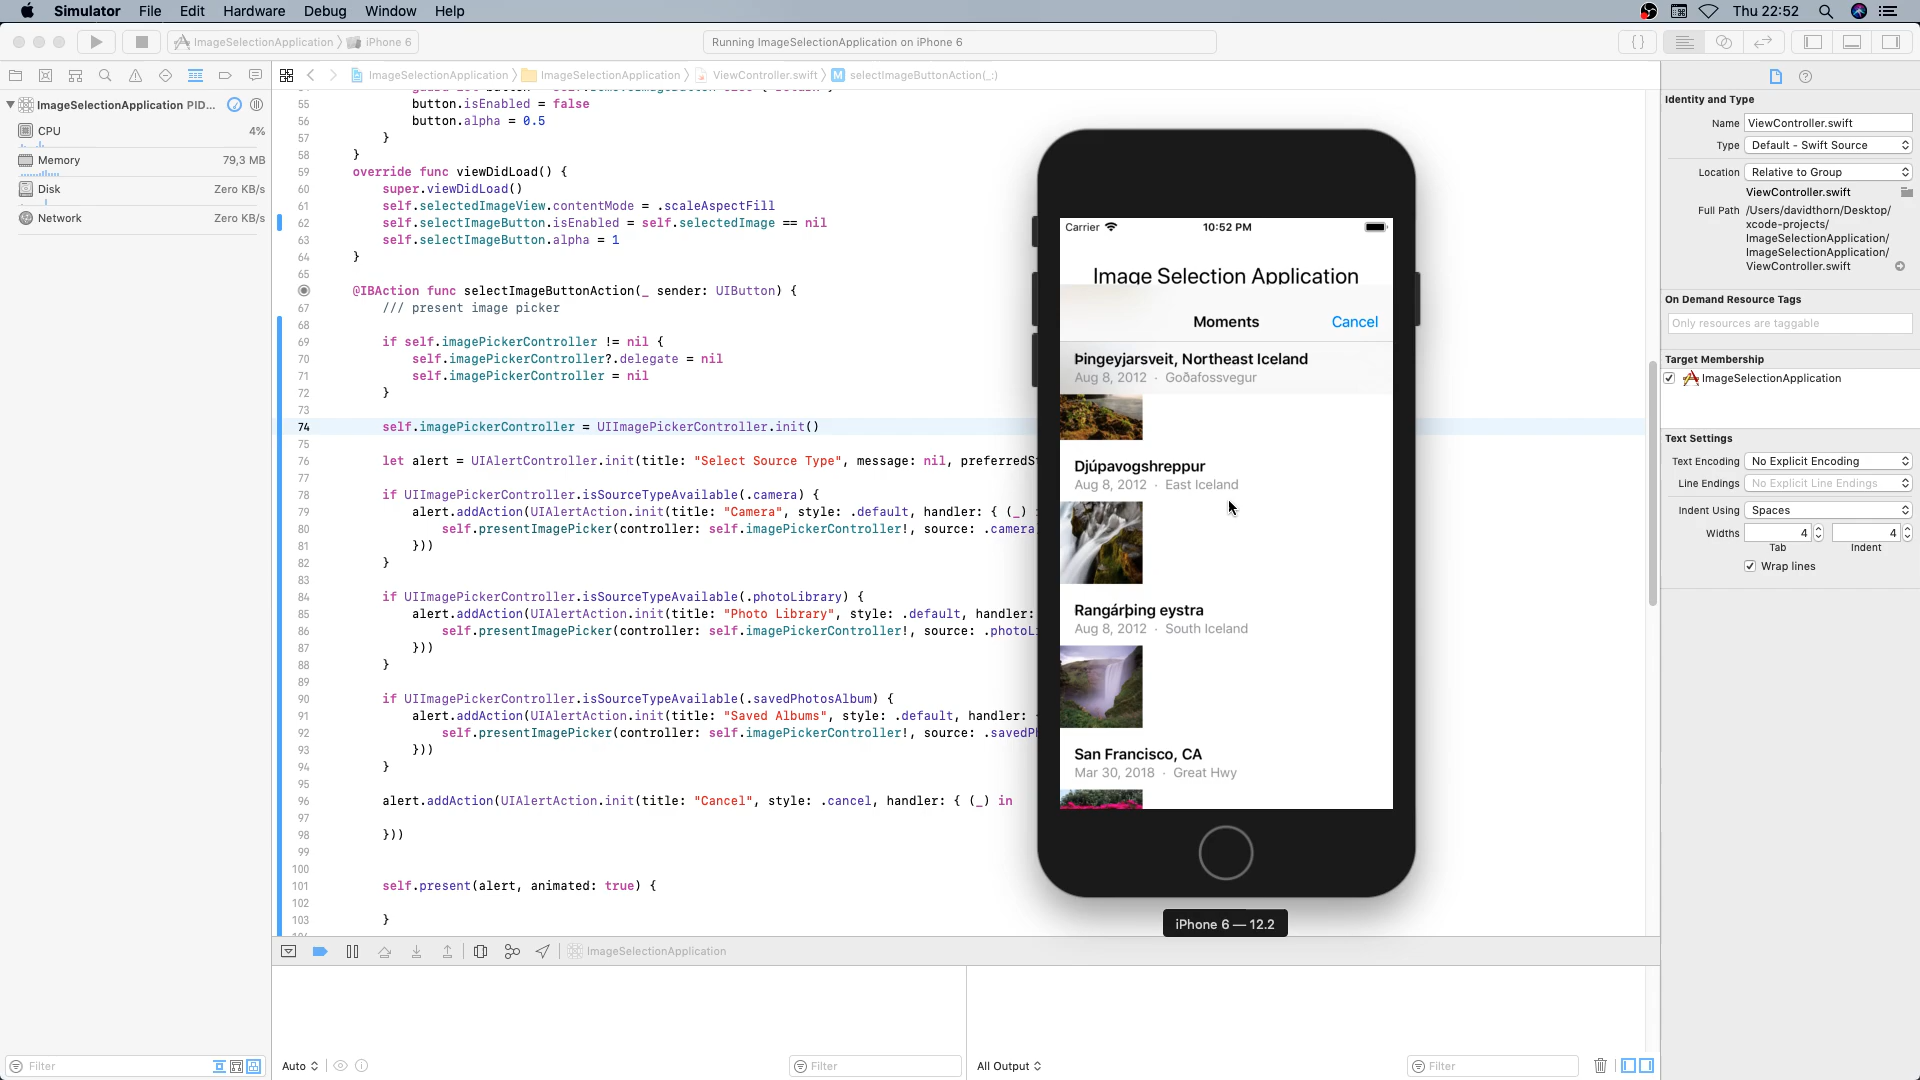 Simulator File Edit Hardware Debug Window Help
Thu 22:52
ImageSelectionApplication iPhone 6
Running ImageSelectionApplication on iPhone 6
ImageSelectionApplication ImageSelectionApplication ViewController.swift M selectImageButtonAction(_:)
ImageSelectionApplication PID...
CPU 4%
Memory 79,3 MB
Disk Zero KB/s
Network Zero KB/s
55 button.isEnabled = false
56 button.alpha = 0.5
57 }
58 }
59 override func viewDidLoad() {
60 super.viewDidLoad()
61 self.selectedImageView.contentMode = .scaleAspectFill
62 self.selectImageButton.isEnabled = self.selectedImage == nil
63 self.selectImageButton.alpha = 1
64 }
65
@IBAction func selectImageButtonAction(_ sender: UIButton) {
67 /// present image picker
68
69 if self.imagePickerController != nil {
70 self.imagePickerController?.delegate = nil
71 self.imagePickerController = nil
72 }
73
74 self.imagePickerController = UIImagePickerController.init()
75
76 let alert = UIAlertController.init(title: "Select Source Type", message: nil, preferredSt
77
78 if UIImagePickerController.isSourceTypeAvailable(.camera) {
79 alert.addAction(UIAlertAction.init(title: "Camera", style: .default, handler: { (_)
80 self.presentImagePicker(controller: self.imagePickerController!, source: .camera
81 }))
82 }
83
84 if UIImagePickerController.isSourceTypeAvailable(.photoLibrary) {
85 alert.addAction(UIAlertAction.init(title: "Photo Library", style: .default, handler:
86 self.presentImagePicker(controller: self.imagePickerController!, source: .photoL
87 }))
88 }
89
90 if UIImagePickerController.isSourceTypeAvailable(.savedPhotosAlbum) {
91 alert.addAction(UIAlertAction.init(title: "Saved Albums", style: .default, handler:
92 self.presentImagePicker(controller: self.imagePickerController!, source: .savedP
93 }))
94 }
95
96 alert.addAction(UIAlertAction.init(title: "Cancel", style: .cancel, handler: { (_) in
97
98 }))
99
100
101 self.present(alert, animated: true) {
102
103 }
Carrier 10:52 PM
Image Selection Application
Moments Cancel
Þingeyjarsveit, Northeast Iceland
Aug 8, 2012 · Goðafossvegur
Djúpavogshreppur
Aug 8, 2012 · East Iceland
Rangárþing eystra
Aug 8, 2012 · South Iceland
San Francisco, CA
Mar 30, 2018 · Great Hwy
iPhone 6 — 12.2
Identity and Type
Name ViewController.swift
Type Default - Swift Source
Location Relative to Group
ViewController.swift
Full Path /Users/davidthorn/Desktop/
xcode-projects/
ImageSelectionApplication/
ImageSelectionApplication/
ViewController.swift
On Demand Resource Tags
Only resources are taggable
Target Membership
ImageSelectionApplication
Text Settings
Text Encoding No Explicit Encoding
Line Endings No Explicit Line Endings
Indent Using Spaces
Widths 4 4
Tab Indent
Wrap lines
ImageSelectionApplication
Filter
Auto
Filter
All Output
Filter